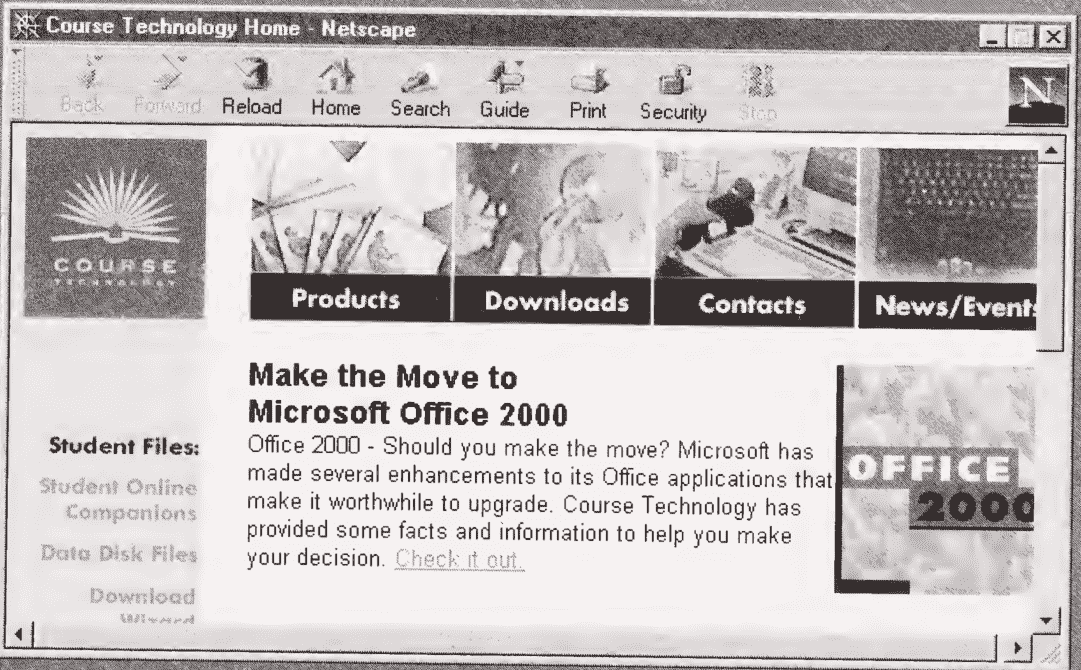 Course Technology Home - Netscape
Back Forward Reload Home Search Guide Print Security Stop
N
COURSE
TECHNOLOGY
Products Downloads Contacts News/Events
Make the Move to
Microsoft Office 2000
Office 2000 - Should you make the move? Microsoft has
made several enhancements to its Office applications that
make it worthwhile to upgrade. Course Technology has
provided some facts and information to help you make
your decision. Check it out.
OFFICE
2000
Student Files:
Student Online
Companions
Data Disk Files
Download
Wizard